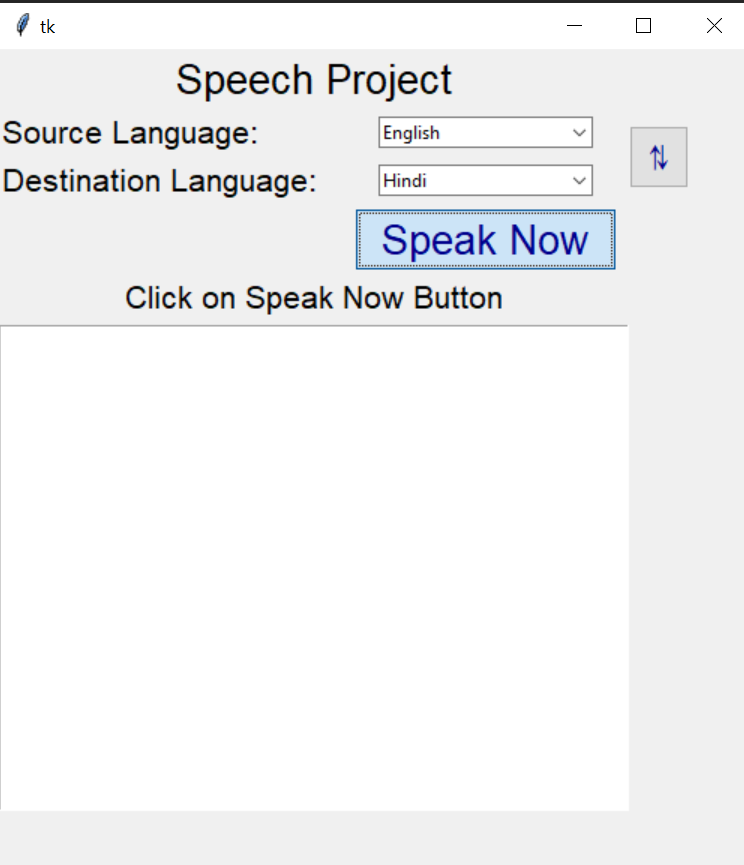 tk
Speech Project
Source Language: English
Destination Language: Hindi
⇅
Speak Now
Click on Speak Now Button